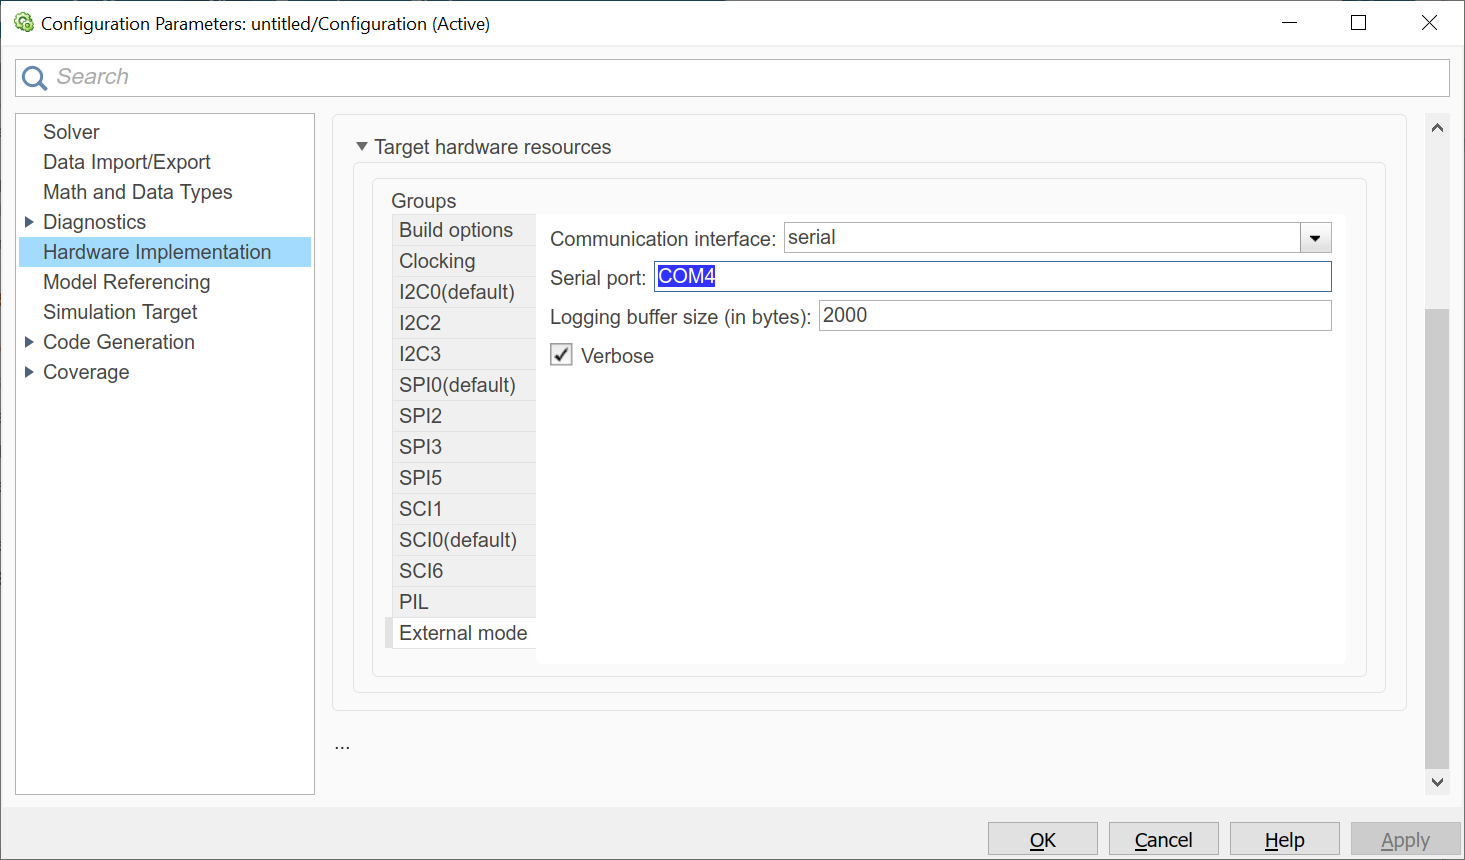 Configuration Parameters: untitled/Configuration (Active)
Search
Solver
Data Import/Export
Math and Data Types
Diagnostics
Hardware Implementation
Model Referencing
Simulation Target
Code Generation
Coverage
Target hardware resources
Groups
Build options
Clocking
I2C0(default)
I2C2
I2C3
SPI0(default)
SPI2
SPI3
SPI5
SCI1
SCI0(default)
SCI6
PIL
External mode
Communication interface: serial
Serial port: COM4
Logging buffer size (in bytes): 2000
Verbose
...
OK Cancel Help Apply